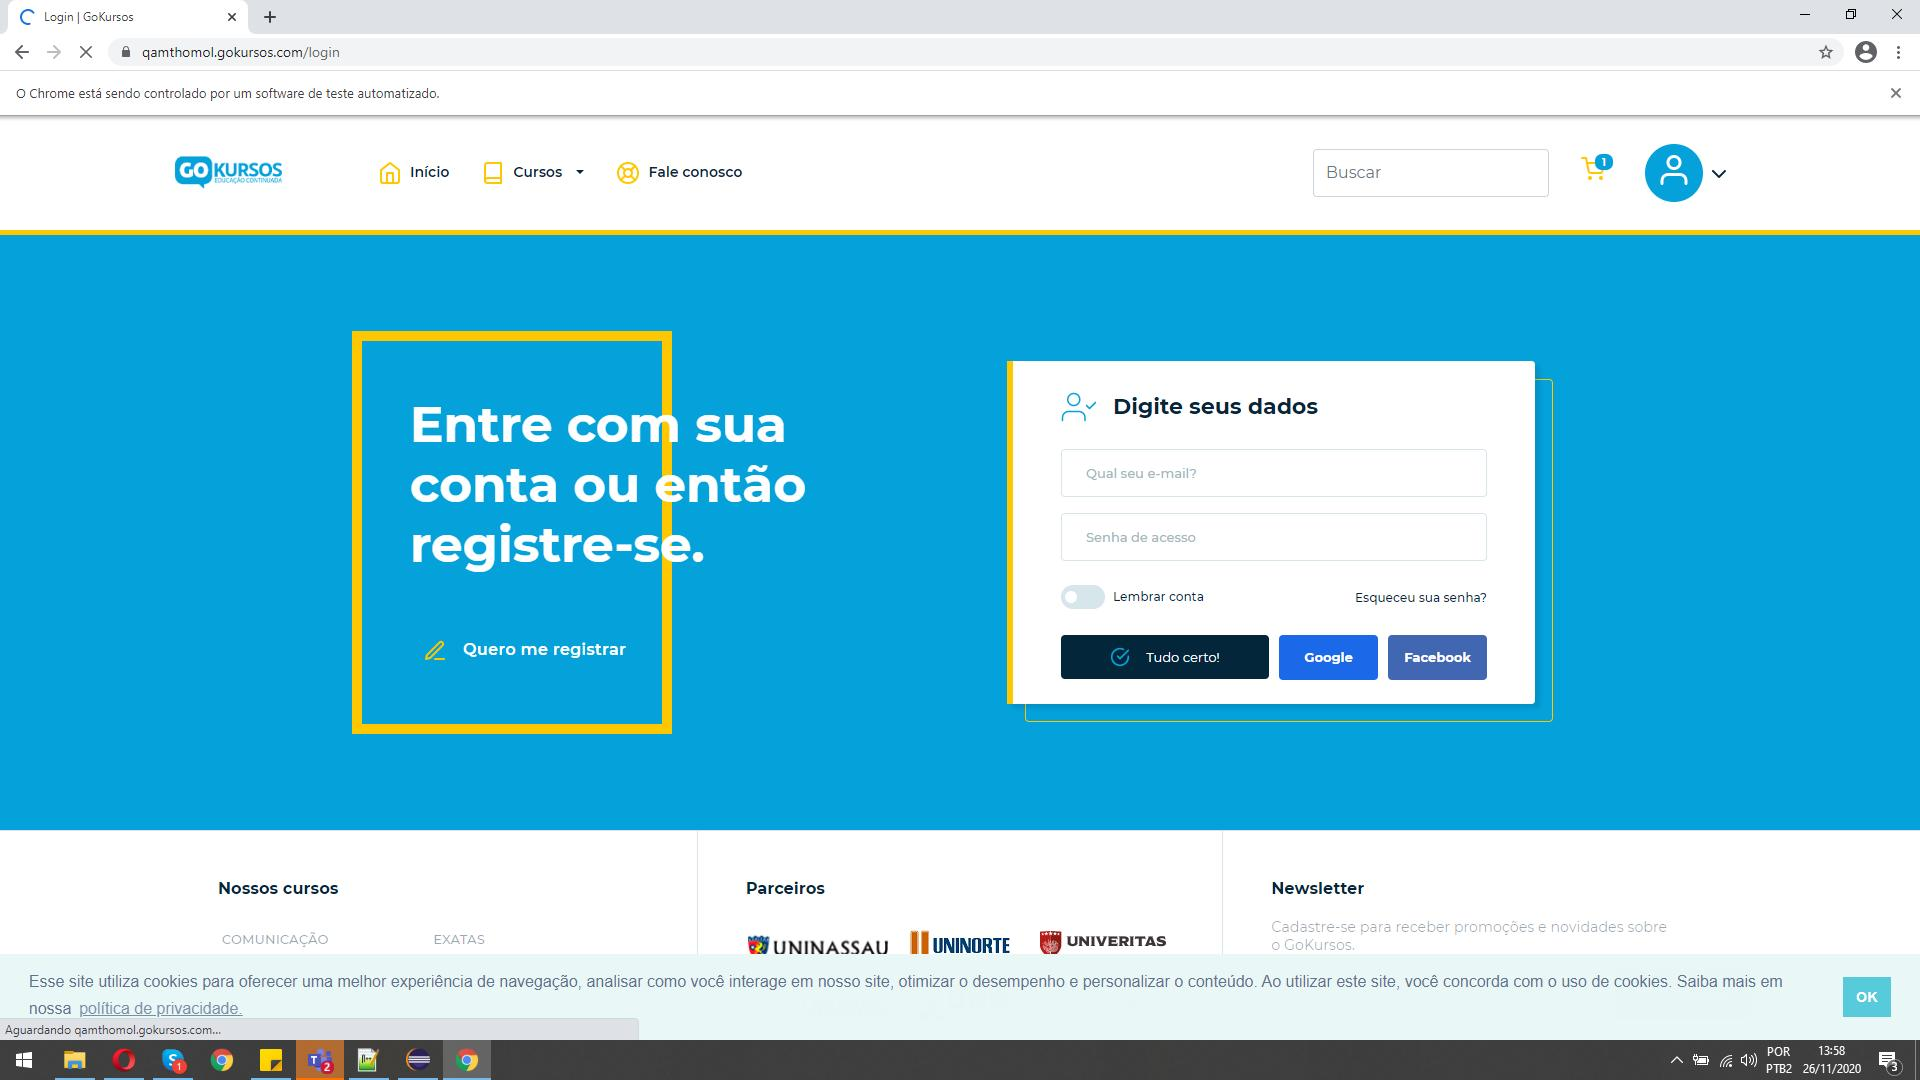 Login | GoKursos
qamthomol.gokursos.com/login
O Chrome está sendo controlado por um software de teste automatizado.
GO KURSOS
EDUCAÇÃO CONTINUADA
Início
Cursos
Fale conosco
Buscar
1
Entre com sua
conta ou então
registre-se.
Quero me registrar
Digite seus dados
Qual seu e-mail?
Senha de acesso
Lembrar conta
Esqueceu sua senha?
Tudo certo!
Google
Facebook
Nossos cursos
COMUNICAÇÃO
EXATAS
Parceiros
UNINASSAU
UNINORTE
UNIVERITAS
Newsletter
Cadastre-se para receber promoções e novidades sobre
o GoKursos.
Esse site utiliza cookies para oferecer uma melhor experiência de navegação, analisar como você interage em nosso site, otimizar o desempenho e personalizar o conteúdo. Ao utilizar este site, você concorda com o uso de cookies. Saiba mais em
nossa política de privacidade.
OK
Aguardando qamthomol.gokursos.com...
1
2
POR
PTB2
13:58
26/11/2020
3